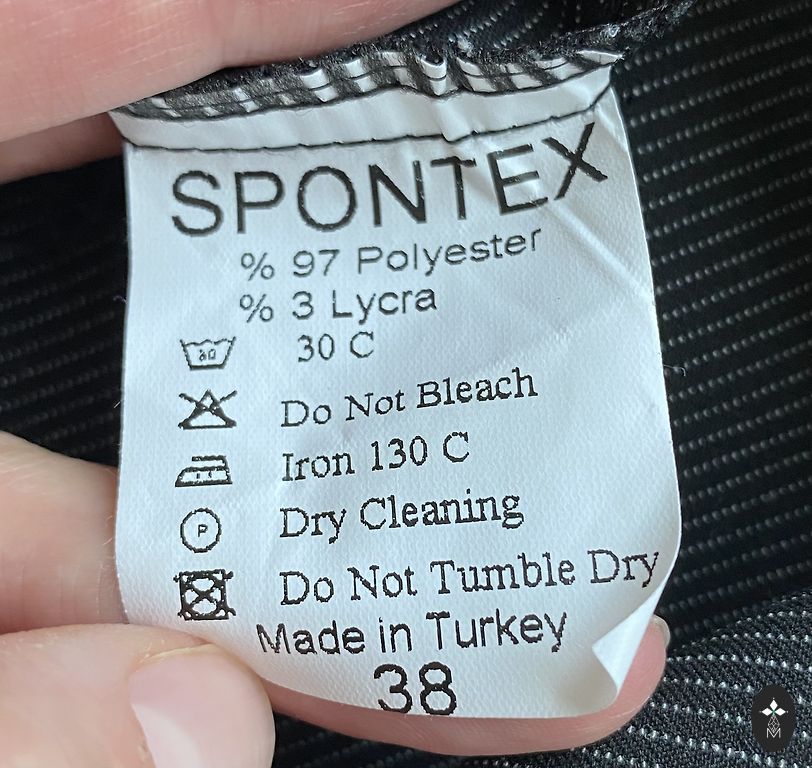 SPONTEX
% 97 Polyester
% 3 Lycra
30 30 C
Do Not Bleach
Iron 130 C
P Dry Cleaning
Do Not Tumble Dry
Made in Turkey
38
M